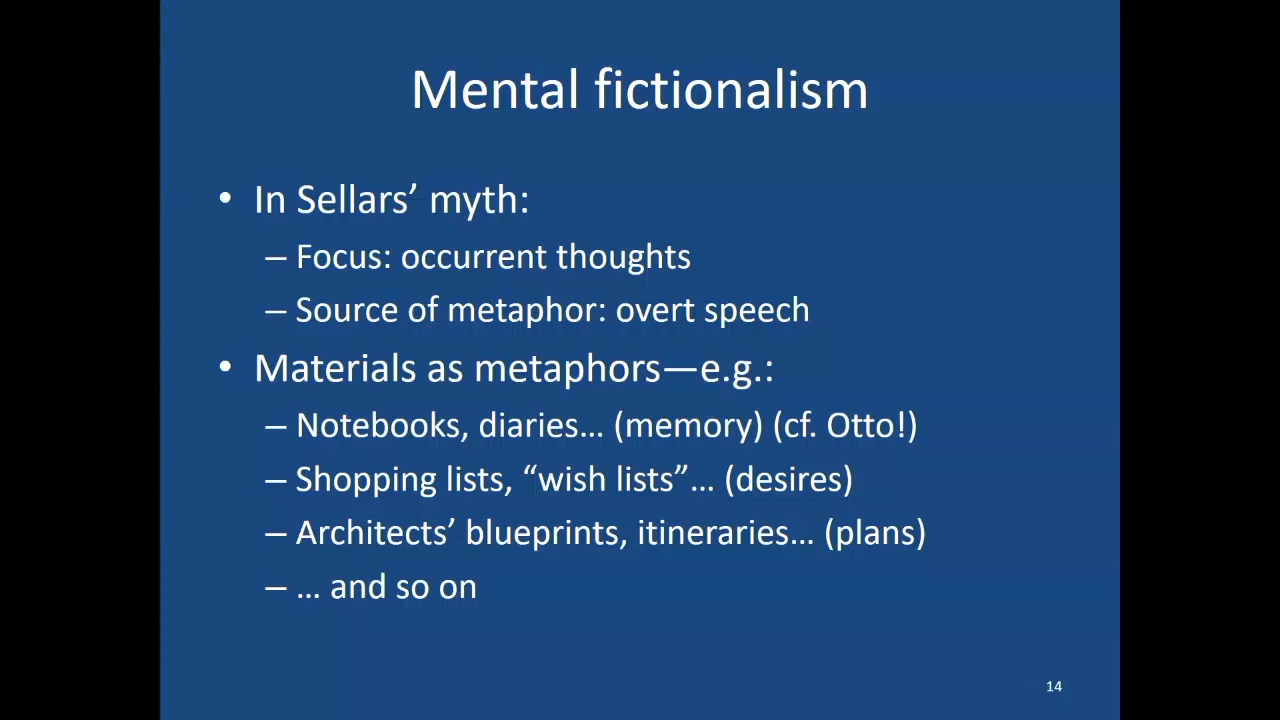 Mental fictionalism
• In Sellars’ myth:
– Focus: occurrent thoughts
– Source of metaphor: overt speech
• Materials as metaphors—e.g.:
– Notebooks, diaries… (memory) (cf. Otto!)
– Shopping lists, “wish lists”… (desires)
– Architects’ blueprints, itineraries… (plans)
– … and so on
14